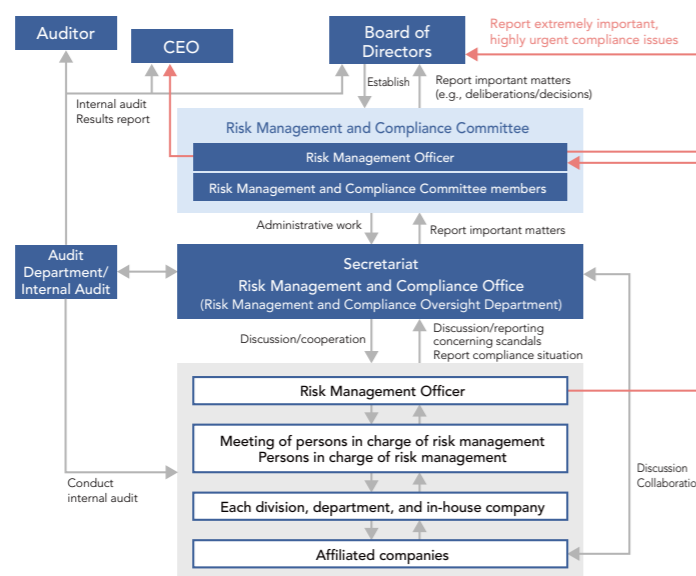 Auditor
CEO
Board of
Directors
Report extremely important,
highly urgent compliance issues
Establish
Report important matters
(e.g., deliberations/decisions)
Internal audit
Results report
Risk Management and Compliance Committee
Risk Management Officer
Risk Management and Compliance Committee members
Administrative work
Report important matters
Audit
Department/
Internal Audit
Secretariat
Risk Management and Compliance Office
(Risk Management and Compliance Oversight Department)
Discussion/cooperation
Discussion/reporting
concerning scandals
Report compliance situation
Risk Management Officer
Meeting of persons in charge of risk management
Persons in charge of risk management
Conduct
internal audit
Discussion
Collaboratio
Each division, department, and in-house company
Affiliated companies